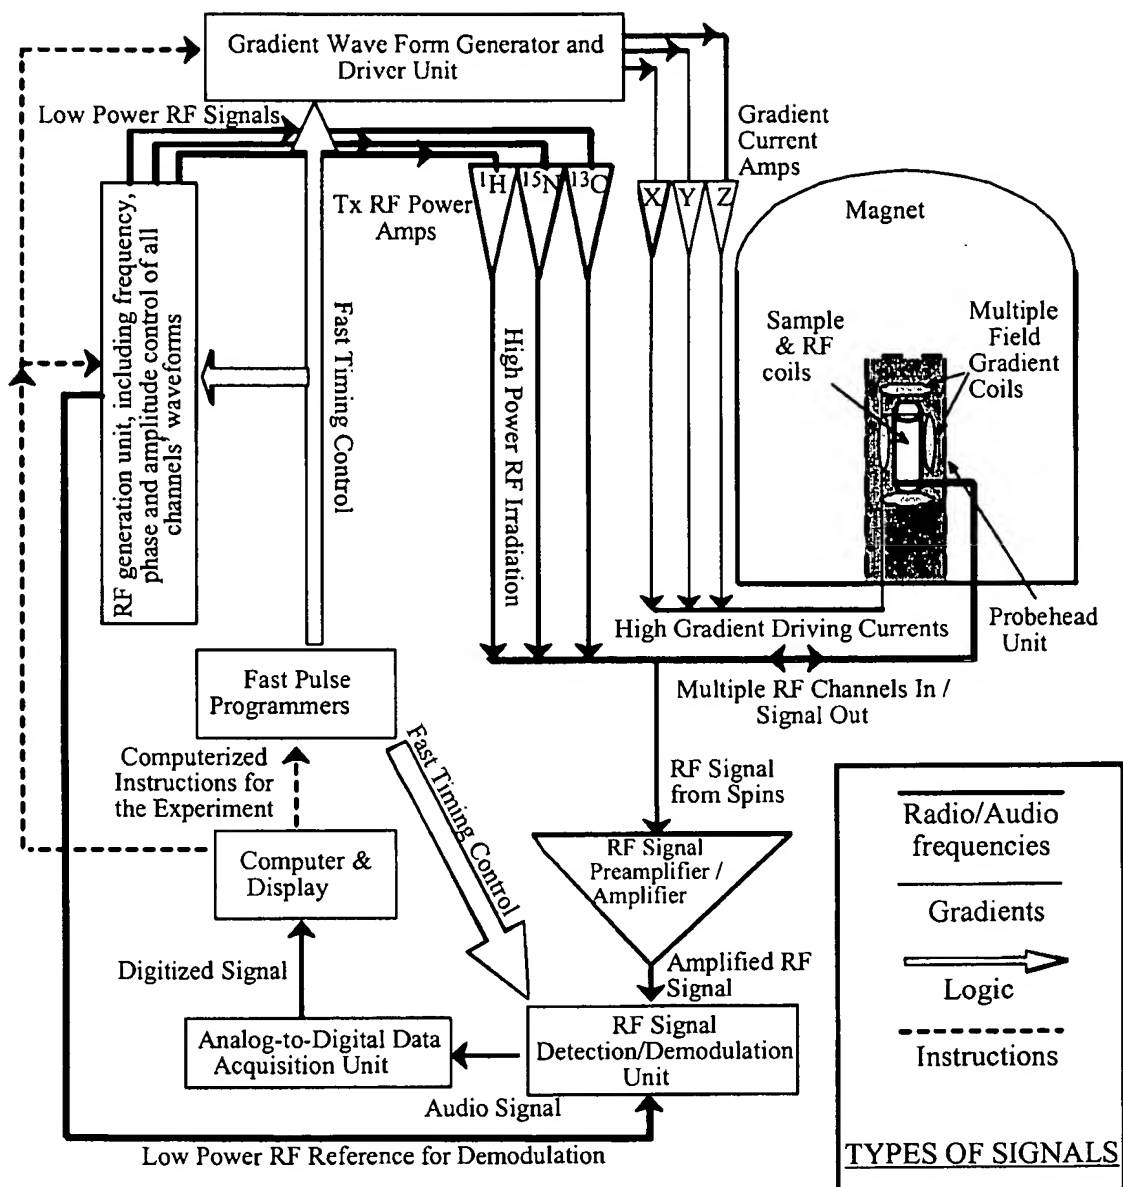 Gradient Wave Form Generator and
Driver Unit
Low Power RF Signals
Gradient
Current
Amps
1H
15N
13C
Tx RF Power
Amps
X
Y
Z
Magnet
RF generation unit, including frequency,
phase and amplitude control of all
channels' waveforms
Fast Timing Control
High Power RF Irradiation
Sample
& RF
coils
Multiple
Field
Gradient
Coils
Probehead
Unit
High Gradient Driving Currents
Multiple RF Channels In /
Signal Out
Fast Pulse
Programmers
Fast Timing Control
Computerized
Instructions for
the Experiment
RF Signal
from Spins
Computer &
Display
RF Signal
Preamplifier /
Amplifier
Digitized Signal
Amplified RF
Signal
Analog-to-Digital Data
Acquisition Unit
RF Signal
Detection/Demodulation
Unit
Audio Signal
Low Power RF Reference for Demodulation
Radio/Audio
frequencies
Gradients
Logic
Instructions
TYPES OF SIGNALS